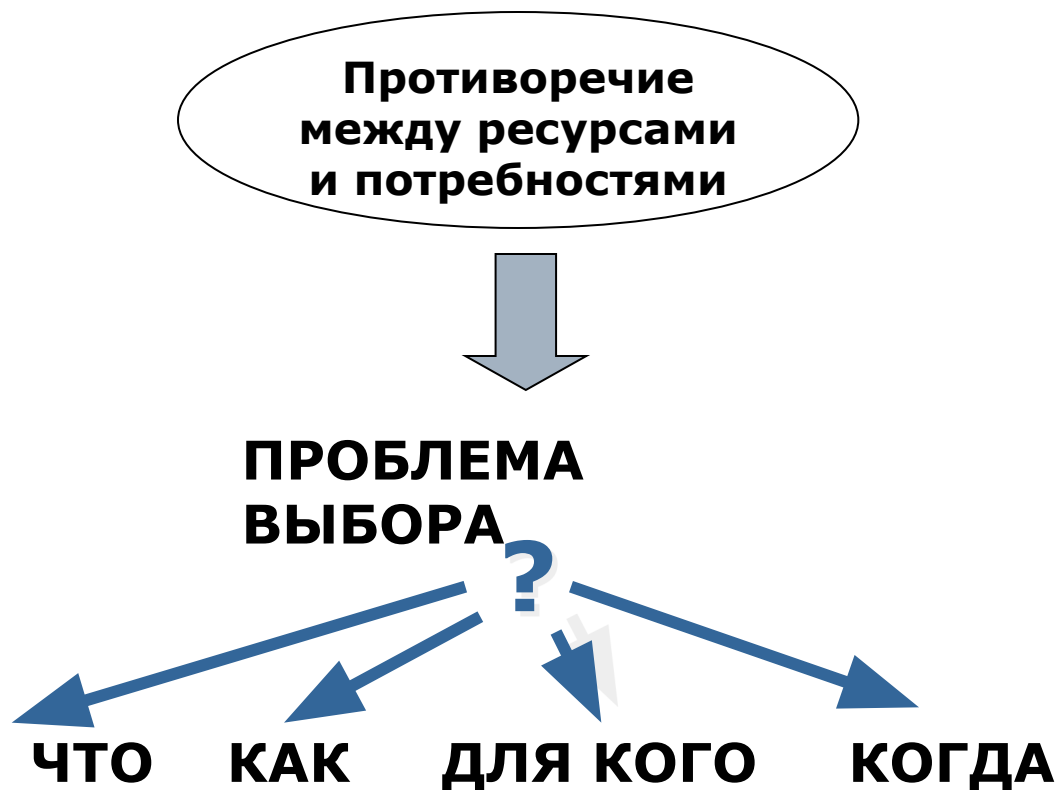 Противоречие
между ресурсами
и потребностями
ПРОБЛЕМА
ВЫБОРА
?
ЧТО КАК ДЛЯ КОГО КОГДА